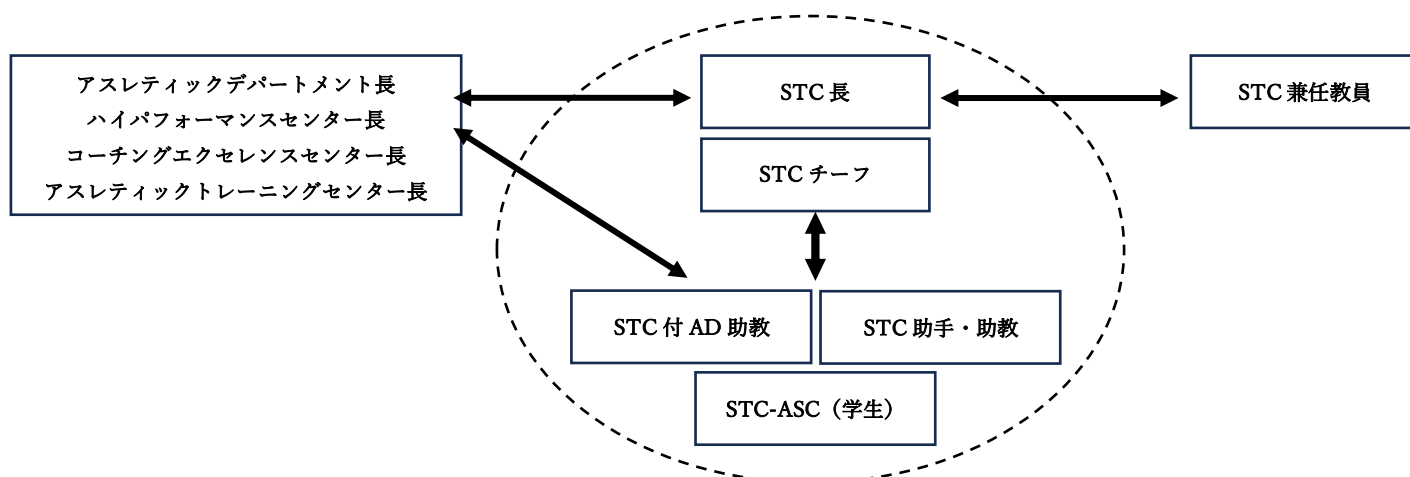 アスレティックデパートメント長
ハイパフォーマンスセンター長
コーチングエクセレンスセンター長
アスレティックトレーニングセンター長
STC 長
STC チーフ
STC 兼任教員
STC 付 AD 助教
STC 助手・助教
STC-ASC（学生）